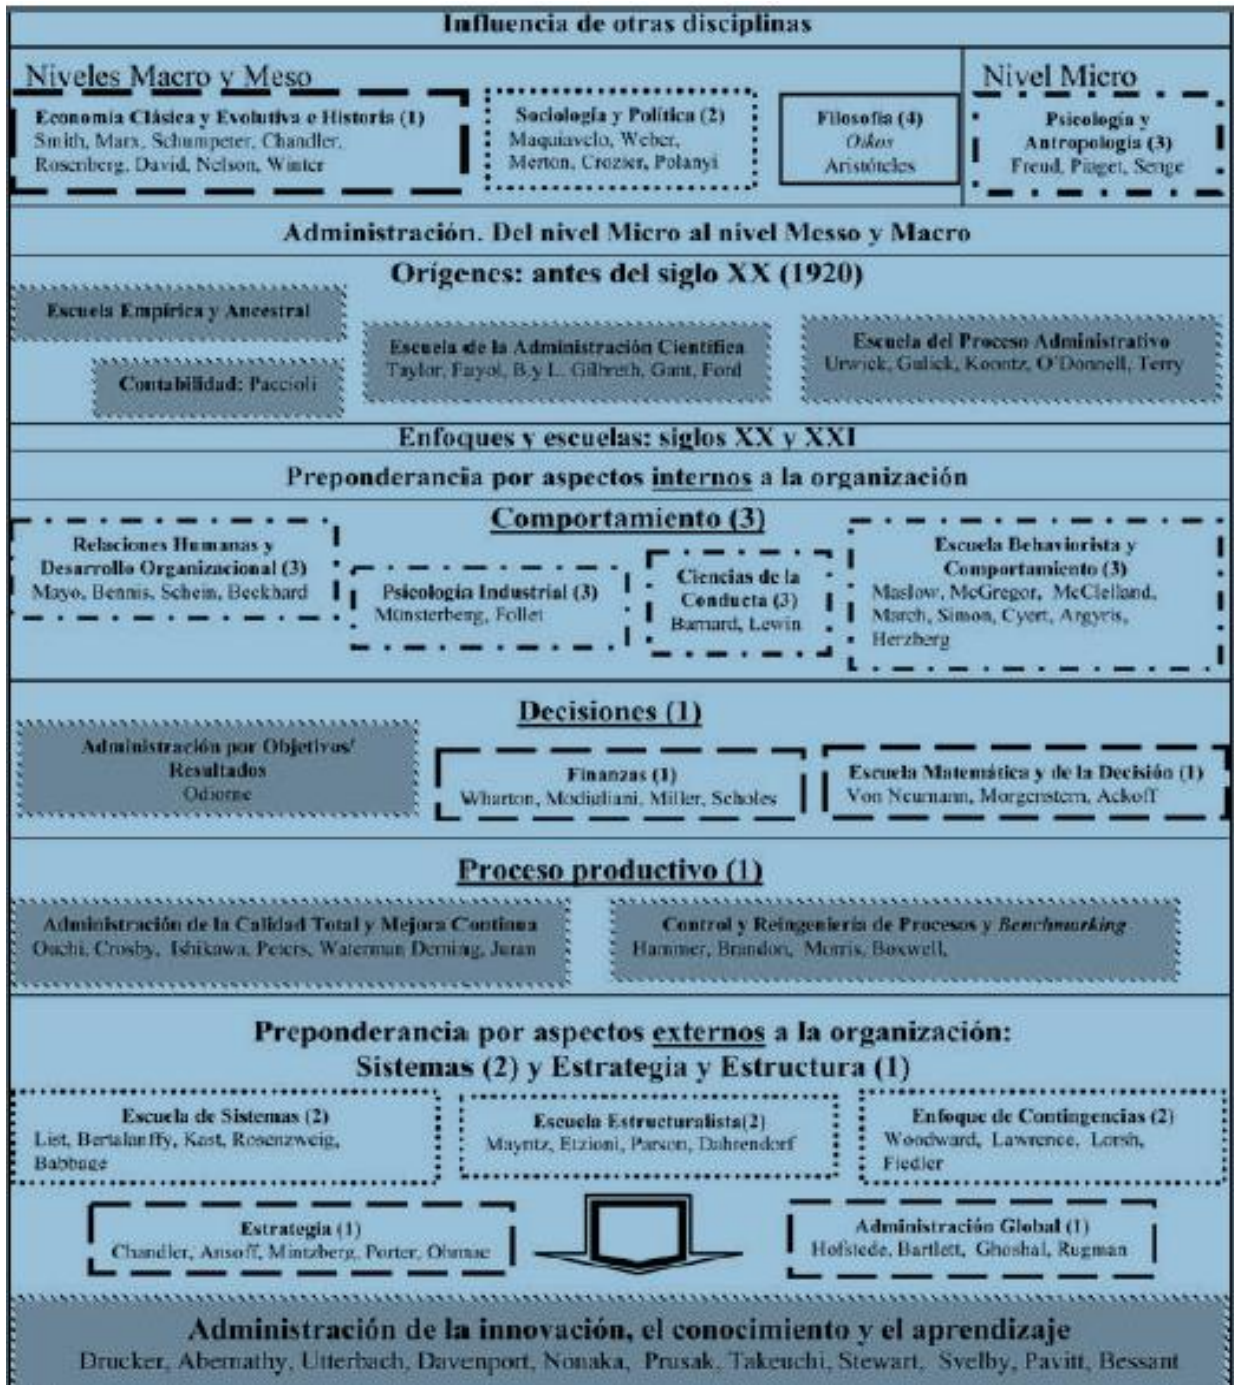 Influencia de otras disciplinas
Niveles Macro y Meso
Nivel Micro
Economía Clásica y Evolutiva e Historia (1)
Smith, Marx, Schumpeter, Chandler,
Rosenberg, David, Nelson, Winter
Sociología y Política (2)
Maquiavelo, Weber,
Merton, Crozier, Polanyi
Filosofía (4)
Oikos
Aristóteles
Psicología y
Antropología (3)
Freud, Piaget, Senge
Administración. Del nivel Micro al nivel Messo y Macro
Orígenes: antes del siglo XX (1920)
Escuela Empírica y Ancestral
Contabilidad: Paccioli
Escuela de la Administración Científica
Taylor, Fayol, B y L. Gilbreth, Gant, Ford
Escuela del Proceso Administrativo
Urwick, Gulick, Koontz, O'Donnell, Terry
Enfoques y escuelas: siglos XX y XXI
Preponderancia por aspectos internos a la organización
Comportamiento (3)
Relaciones Humanas y
Desarrollo Organizacional (3)
Mayo, Bennis, Schein, Beckhard
Psicología Industrial (3)
Münsterberg, Follet
Ciencias de la
Conducta (3)
Barnard, Lewin
Escuela Behaviorista y
Comportamiento (3)
Maslow, McGregor, McClelland,
March, Simon, Cyert, Argyris,
Herzberg
Decisiones (1)
Administración por Objetivos/
Resultados
Odiorne
Finanzas (1)
Wharton, Modigliani, Miller, Scholes
Escuela Matemática y de la Decisión (1)
Von Neumann, Morgenstern, Ackoff
Proceso productivo (1)
Administración de la Calidad Total y Mejora Continua
Ouchi, Crosby, Ishikawa, Peters, Waterman Deming, Juran
Control y Reingeniería de Procesos y Benchmarking
Hammer, Brandon, Morris, Boxwell,
Preponderancia por aspectos externos a la organización:
Sistemas (2) y Estrategia y Estructura (1)
Escuela de Sistemas (2)
List, Bertalanffy, Kast, Rosenzweig,
Babbage
Escuela Estructuralista(2)
Mayntz, Etzioni, Parson, Dahrendorf
Enfoque de Contingencias (2)
Woodward, Lawrence, Lorsh,
Fiedler
Estrategia (1)
Chandler, Ansoff, Mintzberg, Porter, Ohmae
Administración Global (1)
Hofstede, Bartlett, Ghoshal, Rugman
Administración de la innovación, el conocimiento y el aprendizaje
Drucker, Abernathy, Utterbach, Davenport, Nonaka, Prusak, Takeuchi, Stewart, Svelby, Pavitt, Bessant